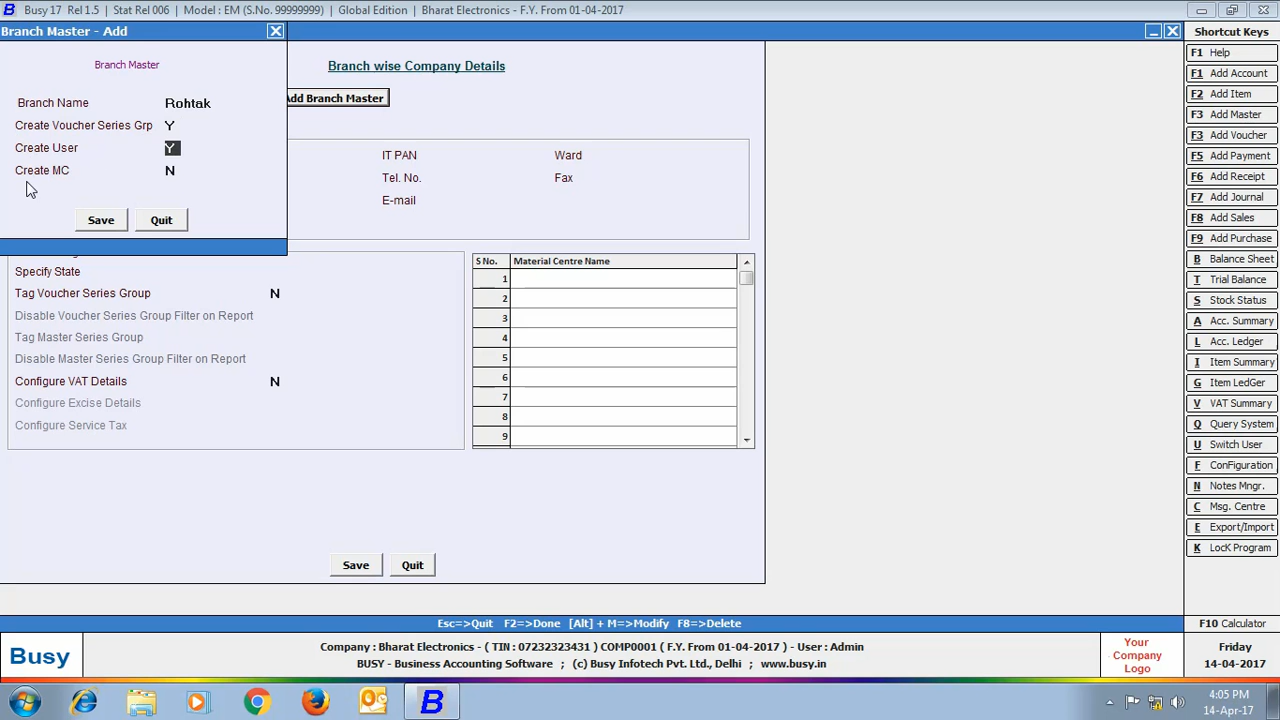 Busy 17 Rel 1.5 | Stat Rel 006 | Model : EM (S.No. 99999999) | Global Edition | Bharat Electronics - F.Y. From 01-04-2017
Branch Master - Add
Branch Master
Branch Name Rohtak
Create Voucher Series Grp Y
Create User Y
Create MC N
Save Quit
Branch wise Company Details
Add Branch Master
IT PAN Ward
Tel. No. Fax
E-mail
Specify State
Tag Voucher Series Group N
Disable Voucher Series Group Filter on Report
Tag Master Series Group
Disable Master Series Group Filter on Report
Configure VAT Details N
Configure Excise Details
Configure Service Tax
S No. Material Centre Name
1
2
3
4
5
6
7
8
9
Save Quit
Shortcut Keys
F1 Help
F1 Add Account
F2 Add Item
F3 Add Master
F3 Add Voucher
F5 Add Payment
F6 Add Receipt
F7 Add Journal
F8 Add Sales
F9 Add Purchase
B Balance Sheet
T Trial Balance
S Stock Status
A Acc. Summary
L Acc. Ledger
I Item Summary
G Item LedGer
V VAT Summary
Q Query System
U Switch User
F ConFiguration
N Notes Mngr.
C Msg. Centre
E Export/Import
K LocK Program
F10 Calculator
Esc=>Quit F2=>Done [Alt] + M=>Modify F8=>Delete
Busy
Company : Bharat Electronics - ( TIN : 07232323431 ) COMP0001 ( F.Y. From 01-04-2017 ) - User : Admin
BUSY - Business Accounting Software ~ (c) Busy Infotech Pvt. Ltd., Delhi ~ www.busy.in
Your
Company
Logo
Friday
14-04-2017
4:05 PM
14-Apr-17